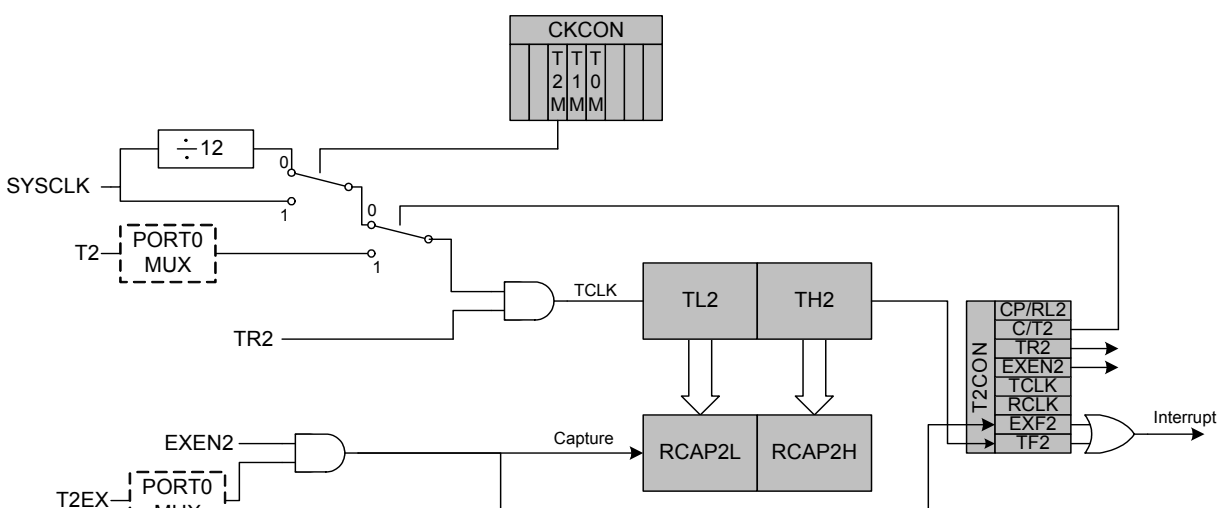 CKCON
T T T
2 1 0
M M M
÷ 12
0
SYSCLK
1
0
PORT0
T2
MUX
1
TCLK
TL2
TH2
TR2
T2CON
CP/RL2
C/T2
TR2
EXEN2
TCLK
RCLK
EXF2
TF2
Interrupt
EXEN2
Capture
RCAP2L
RCAP2H
T2EX
PORT0
MUX